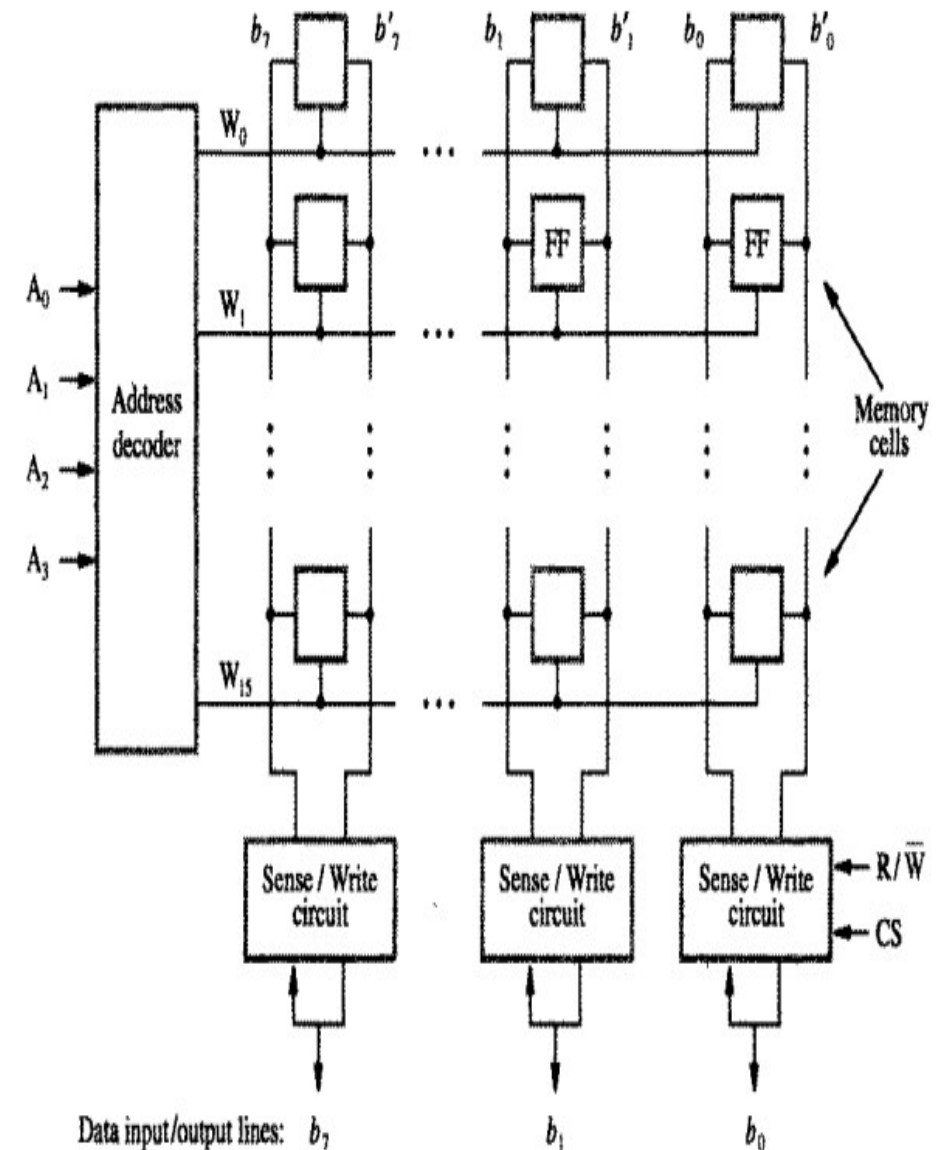 b₇ b′₇ b₁ b′₁ b₀ b′₀
W₀
FF FF
A₀
W₁
A₁
Address
decoder
Memory
cells
A₂
A₃
W₁₅
Sense / Write
circuit
Sense / Write
circuit
Sense / Write
circuit
R/W̅
CS
Data input/output lines: b₇ b₁ b₀